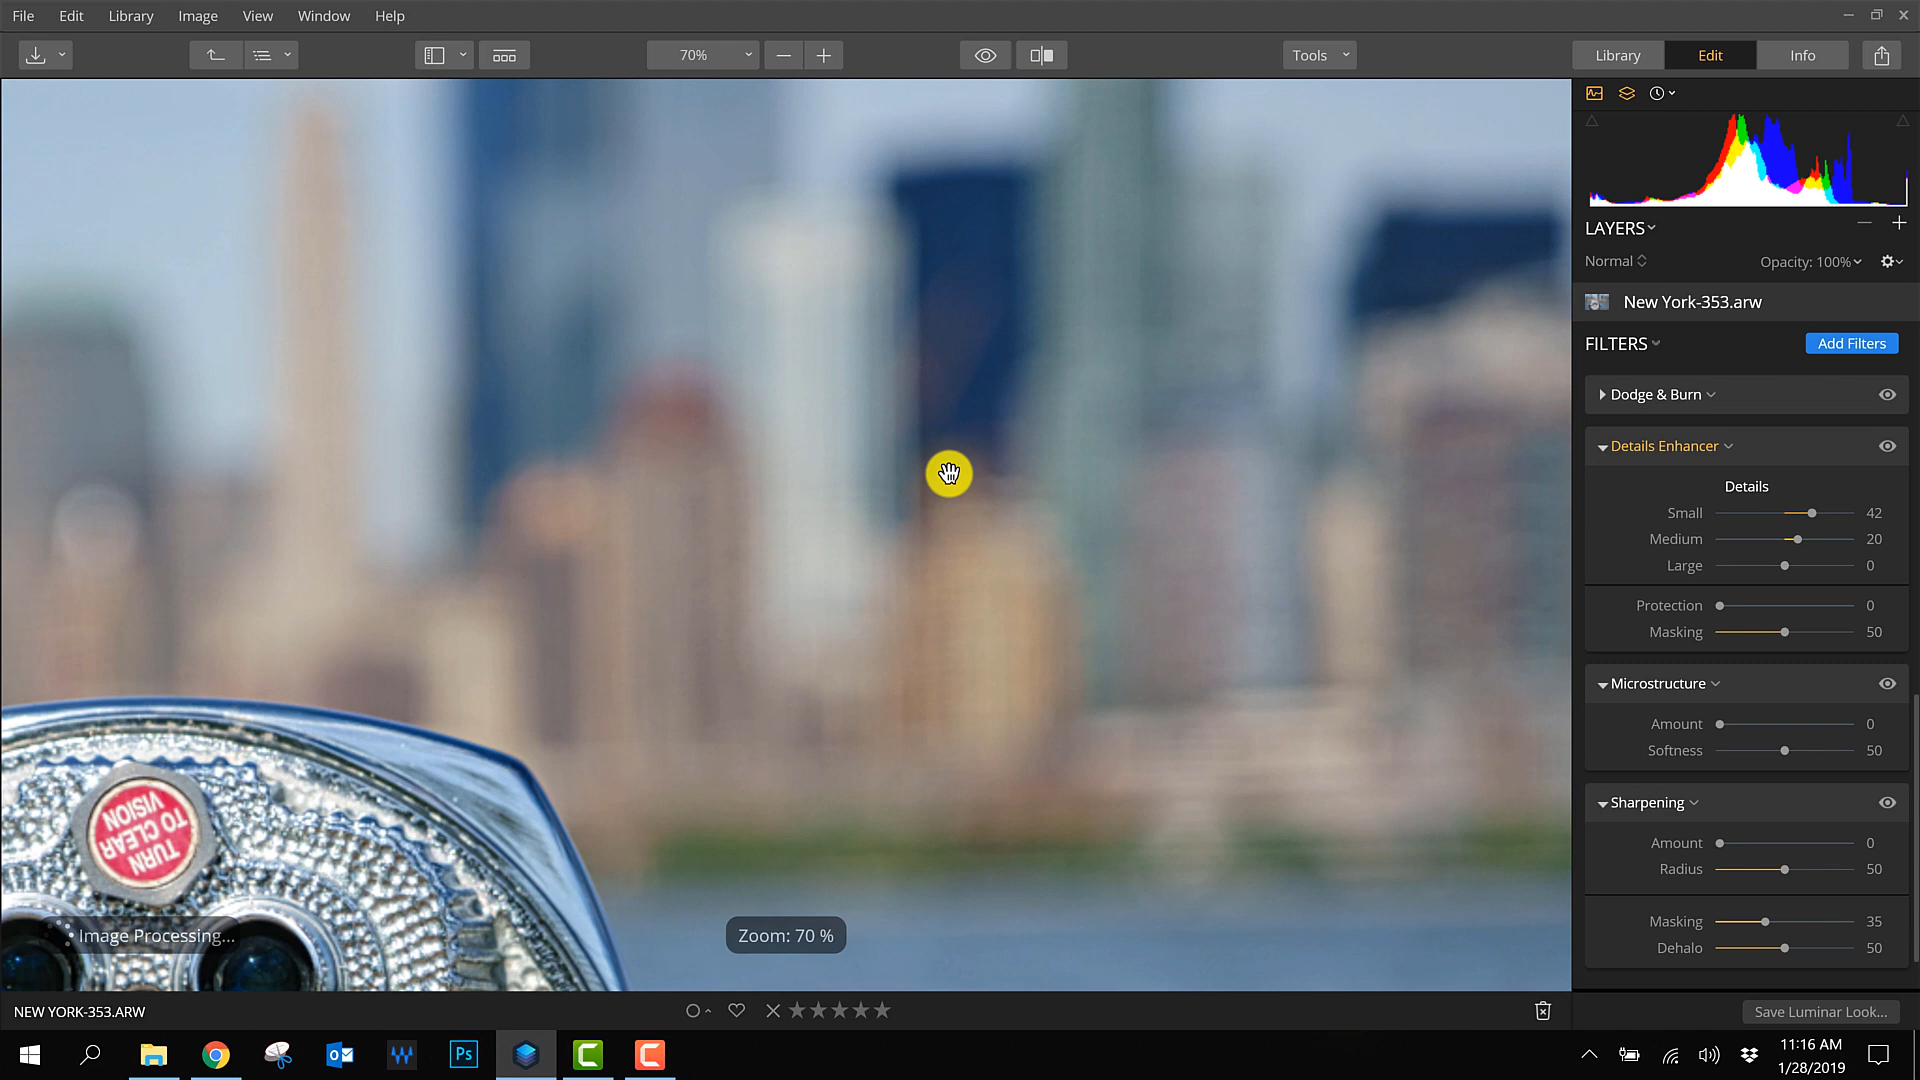 File Edit Library Image View Window Help
70% Tools Library Edit Info
LAYERS
Normal Opacity: 100%
New York-353.arw
FILTERS Add Filters
Dodge & Burn
Details Enhancer
Details
Small 42
Medium 20
Large 0
Protection 0
Masking 50
Microstructure
Amount 0
Softness 50
Sharpening
Amount 0
Radius 50
Masking 35
Dehalo 50
TURN
TO CLEAR
VISION
Image Processing...
Zoom: 70 %
NEW YORK-353.ARW
Save Luminar Look...
Ps
11:16 AM
1/28/2019